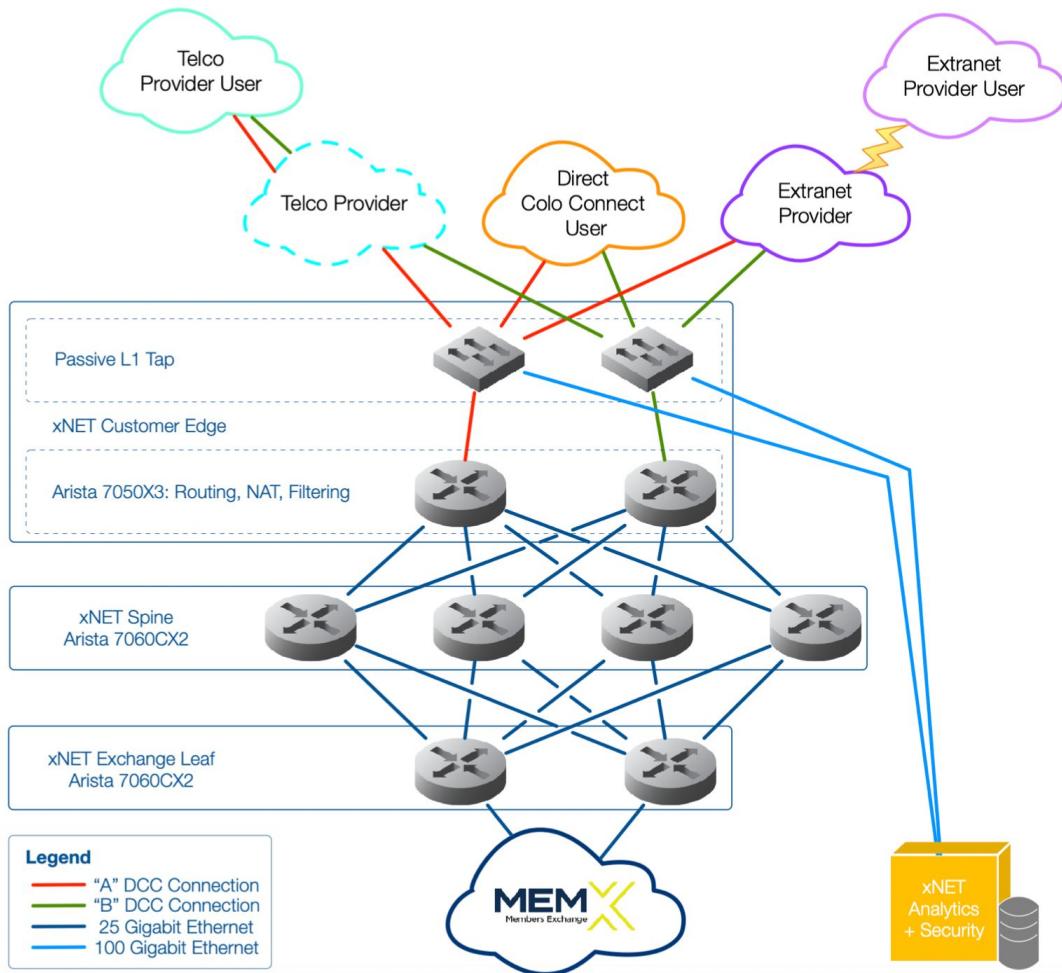 Telco
Provider User
Extranet
Provider User
Telco Provider
Direct
Colo Connect
User
Extranet
Provider
Passive L1 Tap
xNET Customer Edge
Arista 7050X3: Routing, NAT, Filtering
xNET Spine
Arista 7060CX2
xNET Exchange Leaf
Arista 7060CX2
Legend
“A” DCC Connection
“B” DCC Connection
25 Gigabit Ethernet
100 Gigabit Ethernet
MEMX
Members Exchange
xNET
Analytics
+ Security